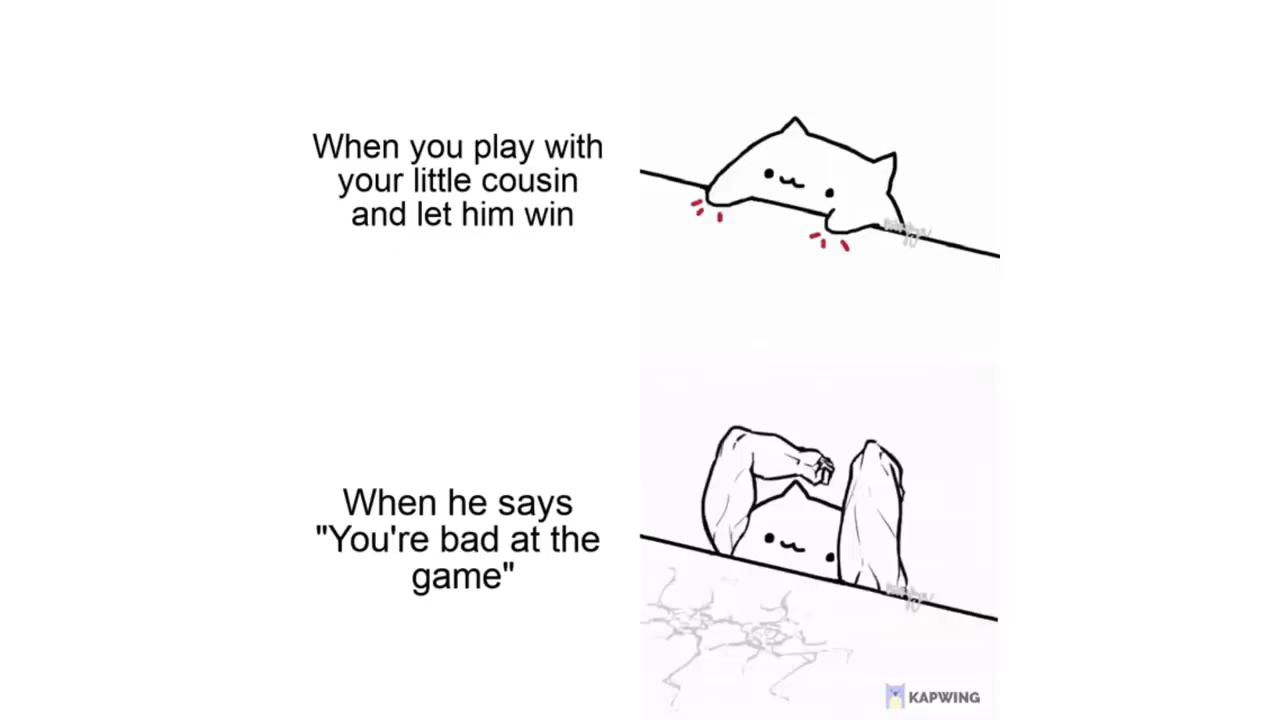 When you play with
your little cousin
and let him win
When he says
"You're bad at the
game"
KAPWING